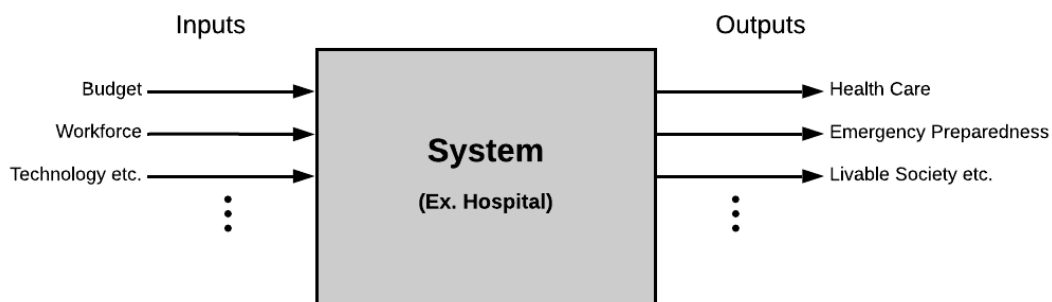 Inputs
Outputs
Budget
Health Care
Workforce
Emergency Preparedness
System
Technology etc.
Livable Society etc.
(Ex. Hospital)